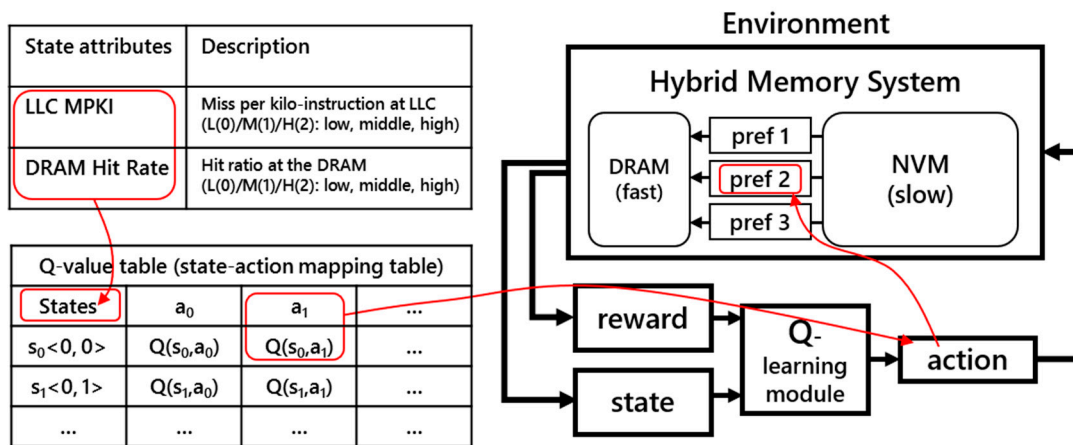 State attributes Description
LLC MPKI Miss per kilo-instruction at LLC
(L(0)/M(1)/H(2): low, middle, high)
DRAM Hit Rate Hit ratio at the DRAM
(L(0)/M(1)/H(2): low, middle, high)
Q-value table (state-action mapping table)
States a₀ a₁ ...
s₀<0, 0> Q(s₀,a₀) Q(s₀,a₁) ...
s₁<0, 1> Q(s₁,a₀) Q(s₁,a₁) ...
... ... ... ...
Environment
Hybrid Memory System
DRAM
(fast)
pref 1
pref 2
pref 3
NVM
(slow)
reward
state
Q-
learning
module
action